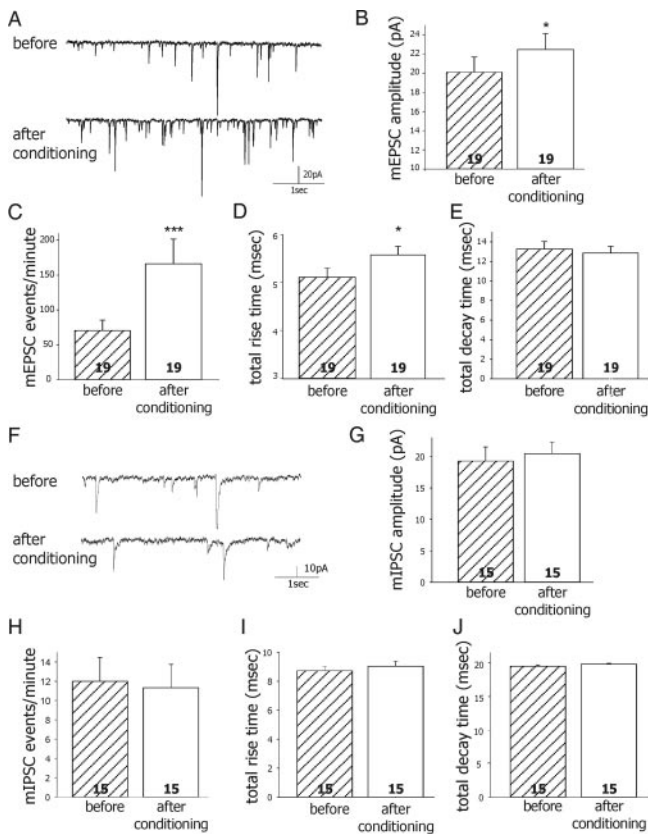 A
before
after
conditioning
20pA
1sec
B
mEPSC amplitude (pA)
24
22
20
18
16
14
12
10
*
19
19
before
after
conditioning
C
mEPSC events/minute
200
150
100
50
0
***
19
19
before
after
conditioning
D
total rise time (msec)
6
5
4
3
*
19
19
before
after
conditioning
E
total decay time (msec)
14
12
10
8
6
4
2
0
19
19
before
after
conditioning
F
before
after
conditioning
10pA
1sec
G
mIPSC amplitude (pA)
20
15
10
5
0
15
15
before
after
conditioning
H
mIPSC events/minute
14
12
10
8
6
4
2
0
15
15
before
after
conditioning
I
total rise time (msec)
10
8
6
4
2
0
15
15
before
after
conditioning
J
total decay time (msec)
20
15
10
5
0
15
15
before
after
conditioning